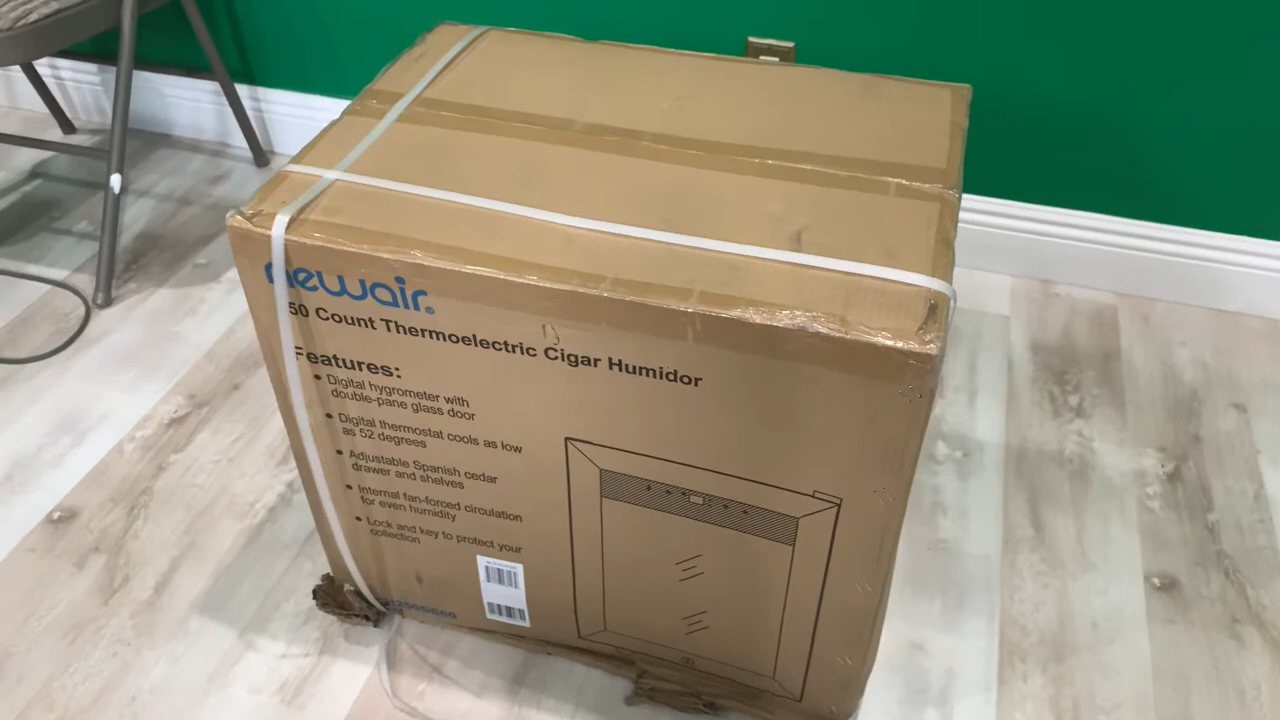 newair®
50 Count Thermoelectric Cigar Humidor
Features:
• Digital hygrometer with
double-pane glass door
• Digital thermostat cools as low
as 52 degrees
• Adjustable Spanish cedar
drawer and shelves
• Internal fan-forced circulation
for even humidity
• Lock and key to protect your
collection